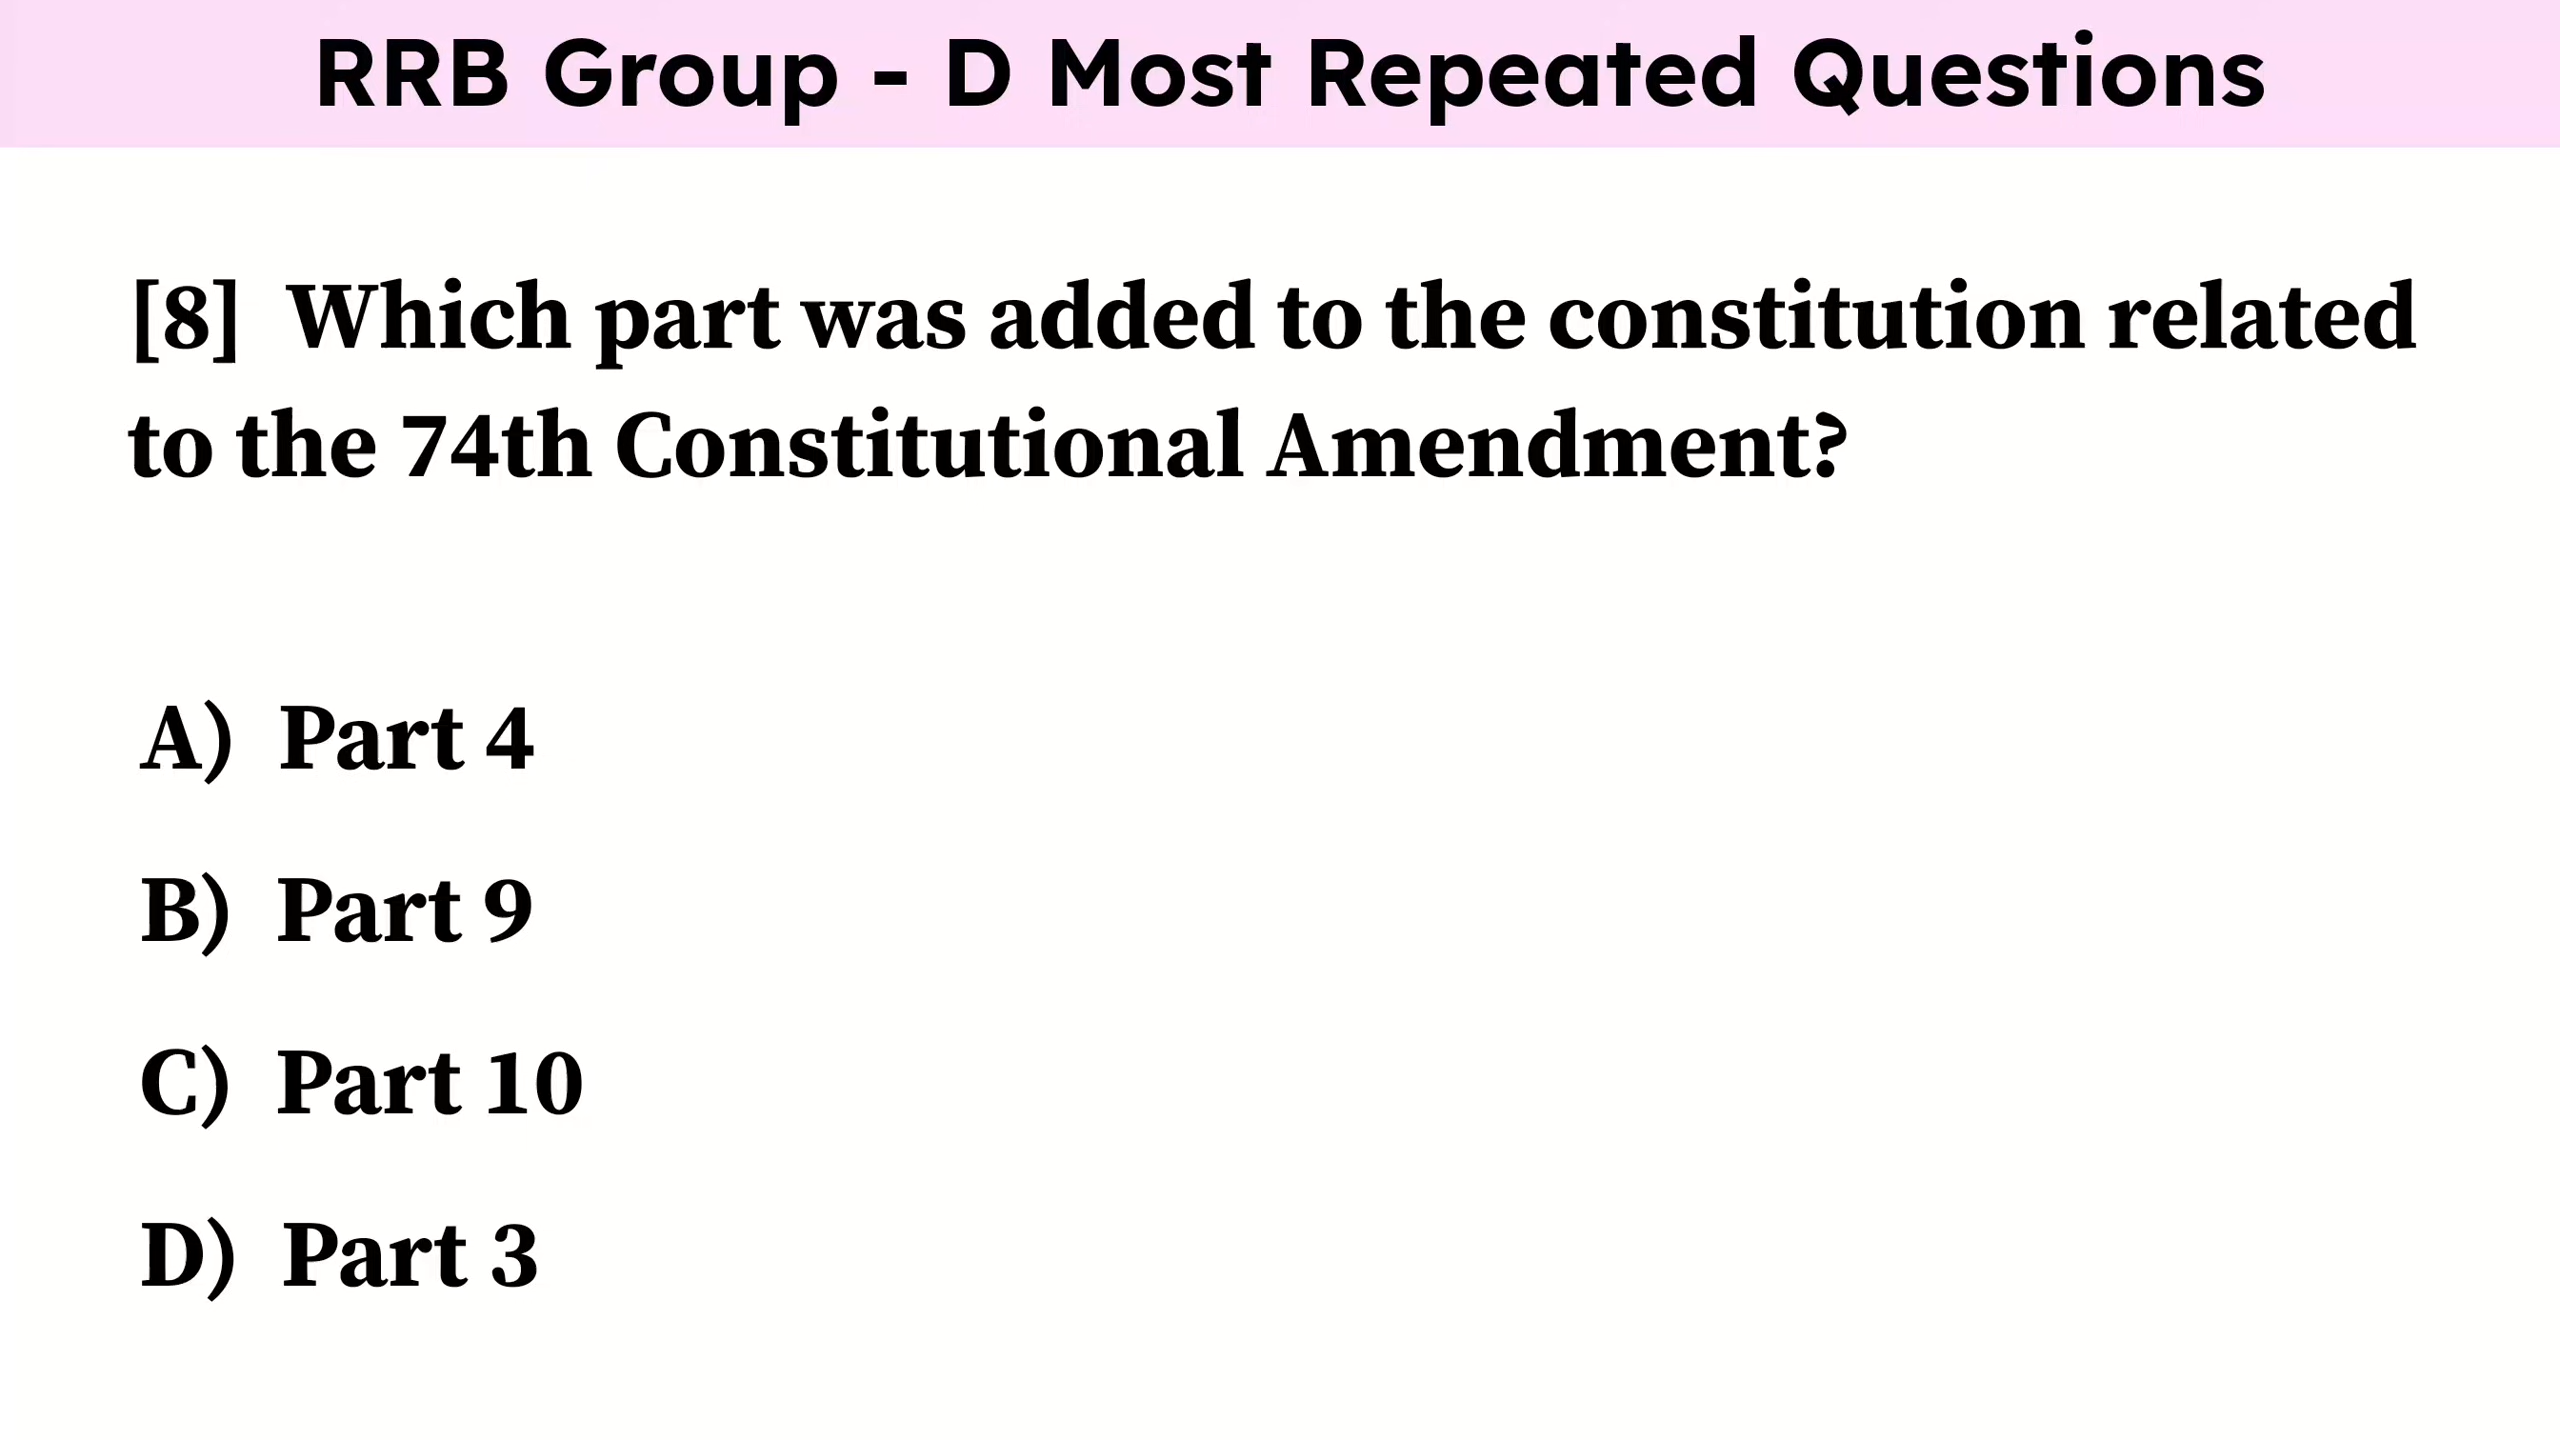 RRB Group - D Most Repeated Questions
[8] Which part was added to the constitution related
to the 74th Constitutional Amendment?
A) Part 4
B) Part 9
C) Part 10
D) Part 3